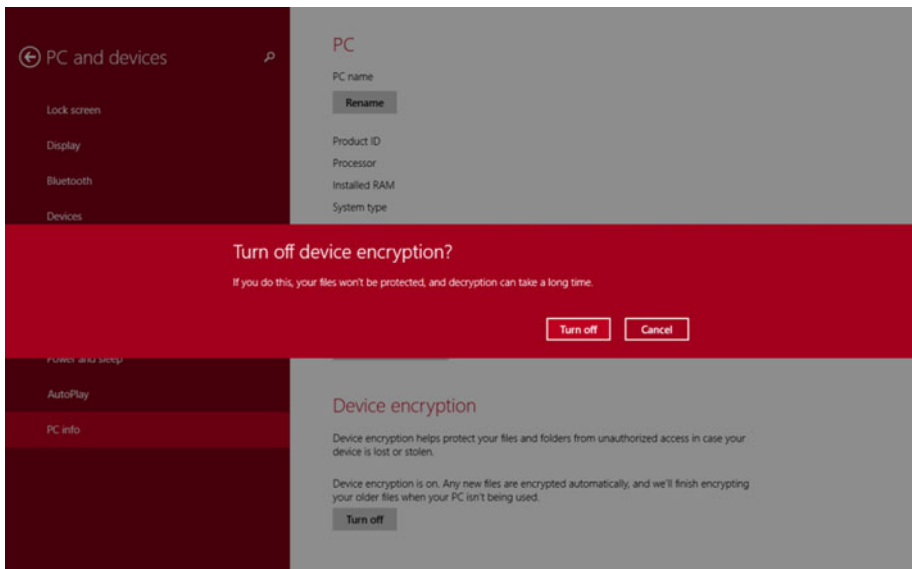 PC and devices
Lock screen
Display
Bluetooth
Devices
PC
PC name
Rename
Product ID
Processor
Installed RAM
System type
Turn off device encryption?
If you do this, your files won't be protected, and decryption can take a long time.
Turn off
Cancel
Power and sleep
AutoPlay
PC info
Device encryption
Device encryption helps protect your files and folders from unauthorized access in case your
device is lost or stolen.
Device encryption is on. Any new files are encrypted automatically, and we'll finish encrypting
your older files when your PC isn't being used.
Turn off